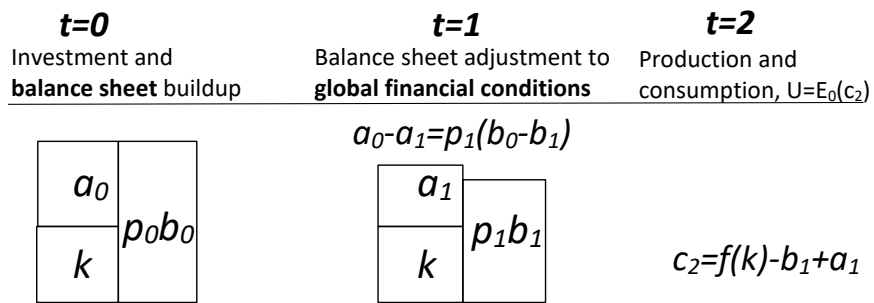 t=0
Investment and
balance sheet buildup
a₀
k
p₀b₀
t=1
Balance sheet adjustment to
global financial conditions
a₀-a₁=p₁(b₀-b₁)
a₁
k
p₁b₁
t=2
Production and
consumption, U=E₀(c₂)
c₂=f(k)-b₁+a₁